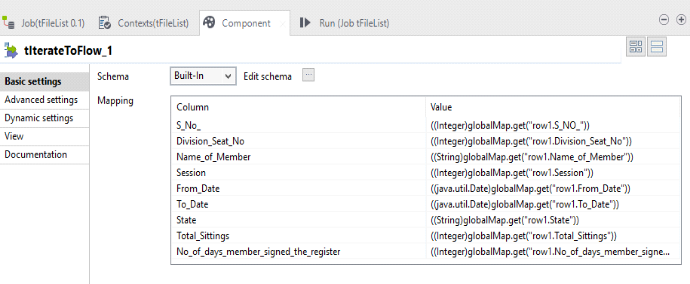 Job(tFileList 0.1) Contexts(tFileList) Component Run (Job tFileList)
tIterateToFlow_1
Basic settings
Advanced settings
Dynamic settings
View
Documentation
Schema Built-In Edit schema ...
Mapping
Column Value
S_No_ ((Integer)globalMap.get("row1.S_NO_"))
Division_Seat_No ((Integer)globalMap.get("row1.Division_Seat_No"))
Name_of_Member ((String)globalMap.get("row1.Name_of_Member"))
Session ((Integer)globalMap.get("row1.Session"))
From_Date ((java.util.Date)globalMap.get("row1.From_Date"))
To_Date ((java.util.Date)globalMap.get("row1.To_Date"))
State ((String)globalMap.get("row1.State"))
Total_Sittings ((Integer)globalMap.get("row1.Total_Sittings"))
No_of_days_member_signed_the_register ((Integer)globalMap.get("row1.No_of_days_member_signe...